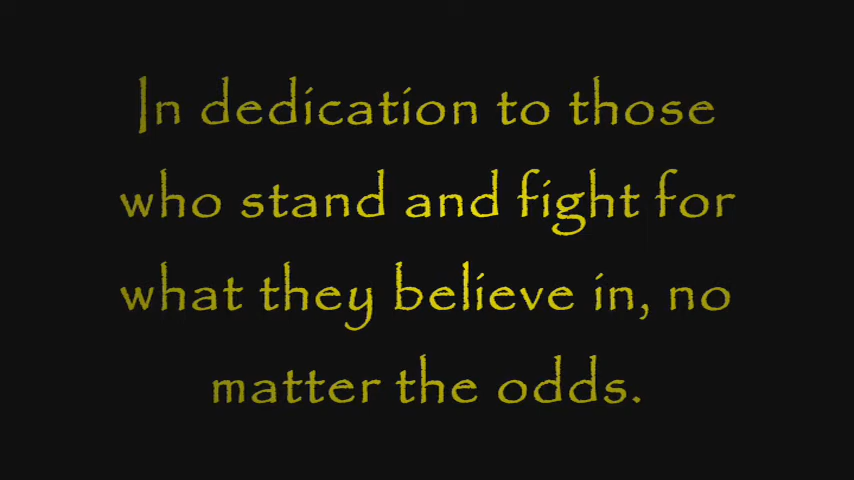 In dedication to those
who stand and fight for
what they believe in, no
matter the odds.